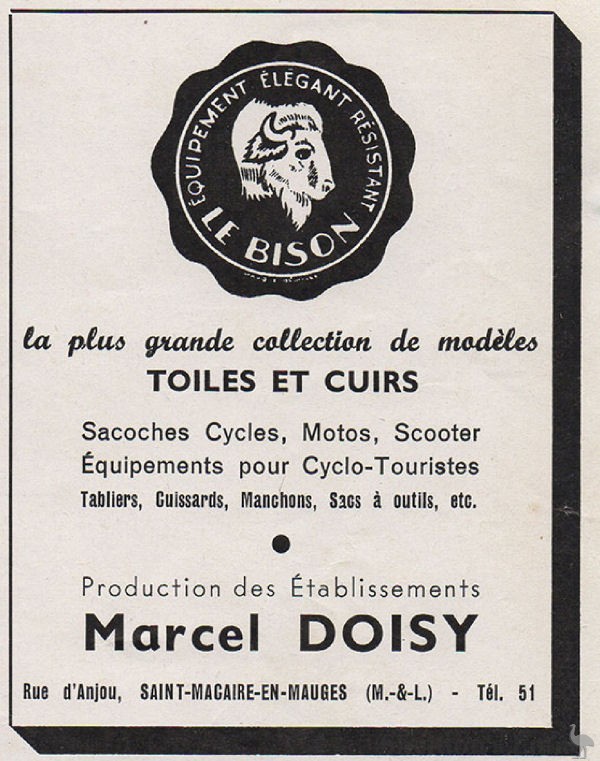 ÉQUIPEMENT ÉLÉGANT RÉSISTANT
LE BISON
la plus grande collection de modèles
TOILES ET CUIRS
Sacoches Cycles, Motos, Scooter
Équipements pour Cyclo-Touristes
Tabliers, Cuissards, Manchons, Sacs à outils, etc.
Production des Établissements
Marcel DOISY
Rue d'Anjou, SAINT-MACAIRE-EN-MAUGES (M.-&-L.) - Tél. 51